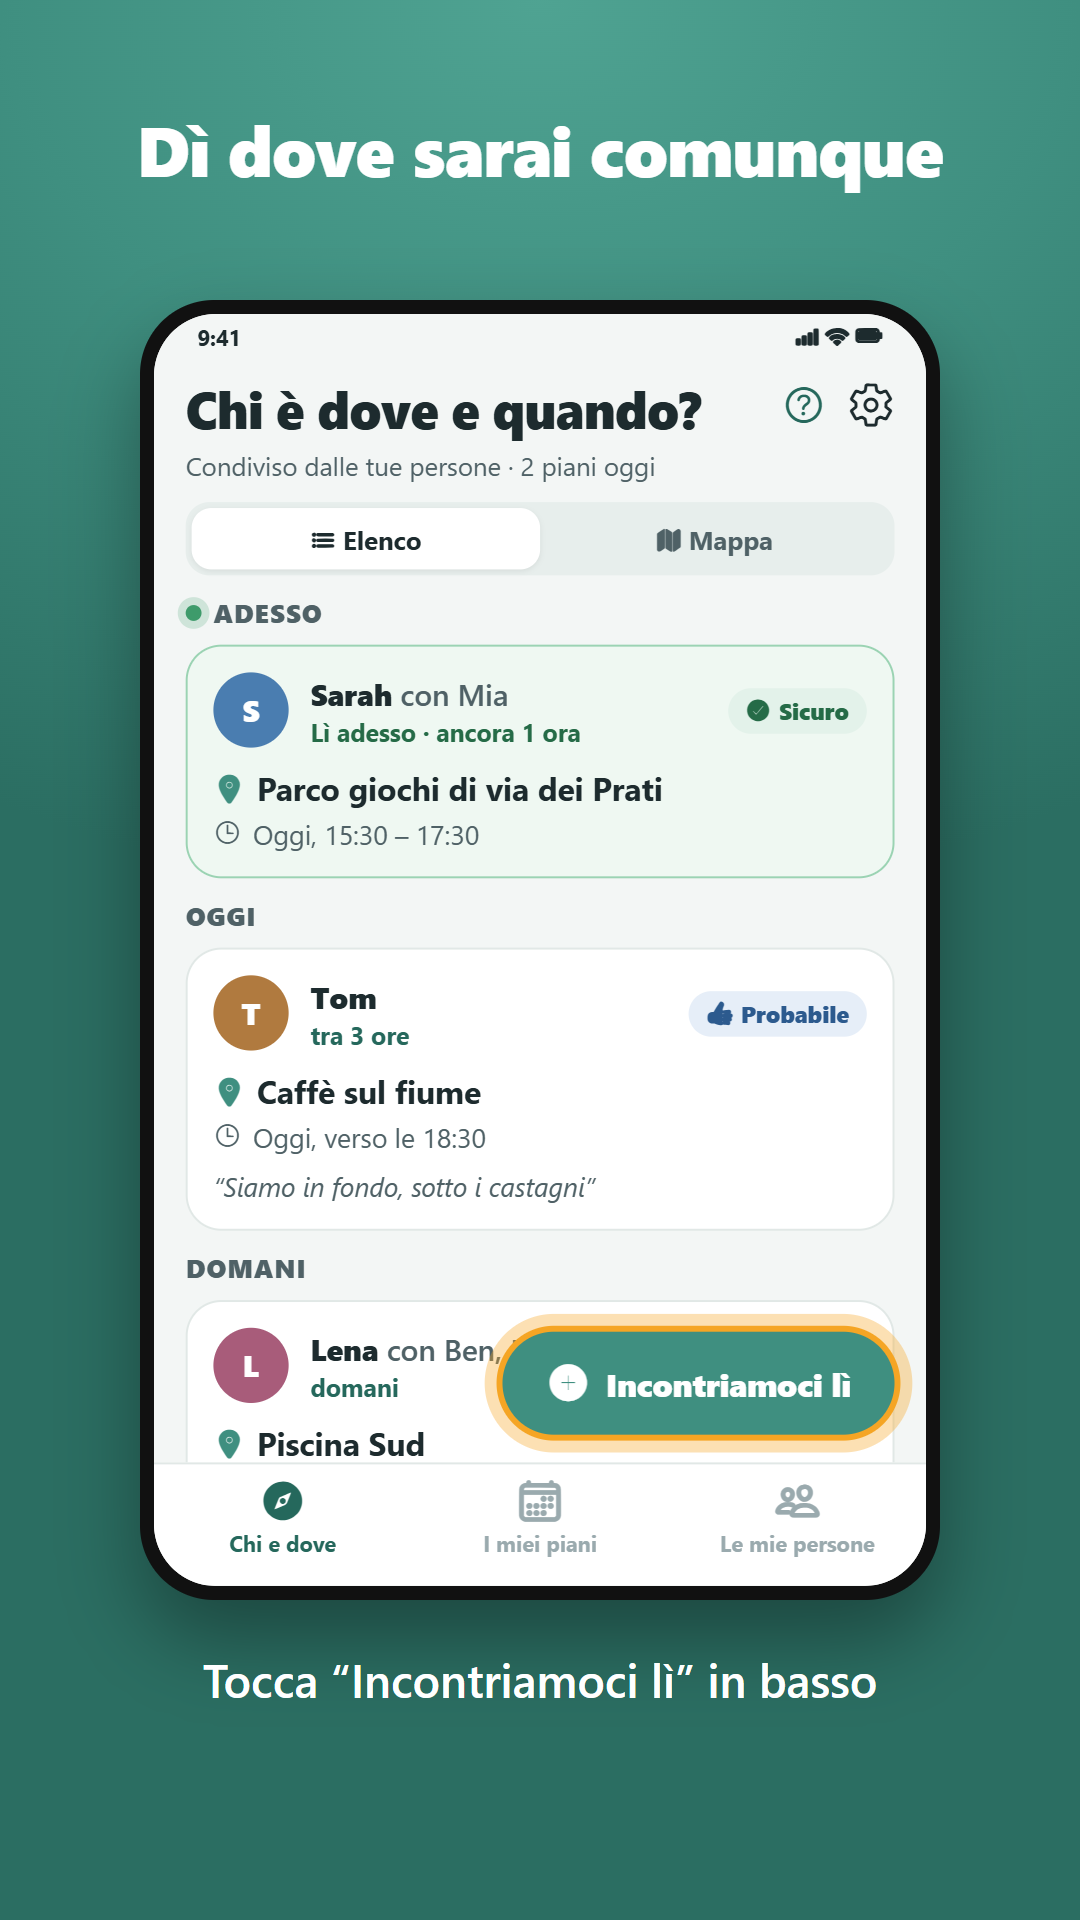 Dì dove sarai comunque
9:41
Chi è dove e quando?
Condiviso dalle tue persone · 2 piani oggi
Elenco
Mappa
ADESSO
S
Sarah con Mia
Sicuro
Lì adesso · ancora 1 ora
Parco giochi di via dei Prati
Oggi, 15:30 – 17:30
OGGI
T
Tom
Probabile
tra 3 ore
Caffè sul fiume
Oggi, verso le 18:30
“Siamo in fondo, sotto i castagni”
DOMANI
L
Lena con Ben,
domani
Incontriamoci lì
Piscina Sud
Chi e dove
I miei piani
Le mie persone
Tocca “Incontriamoci lì” in basso